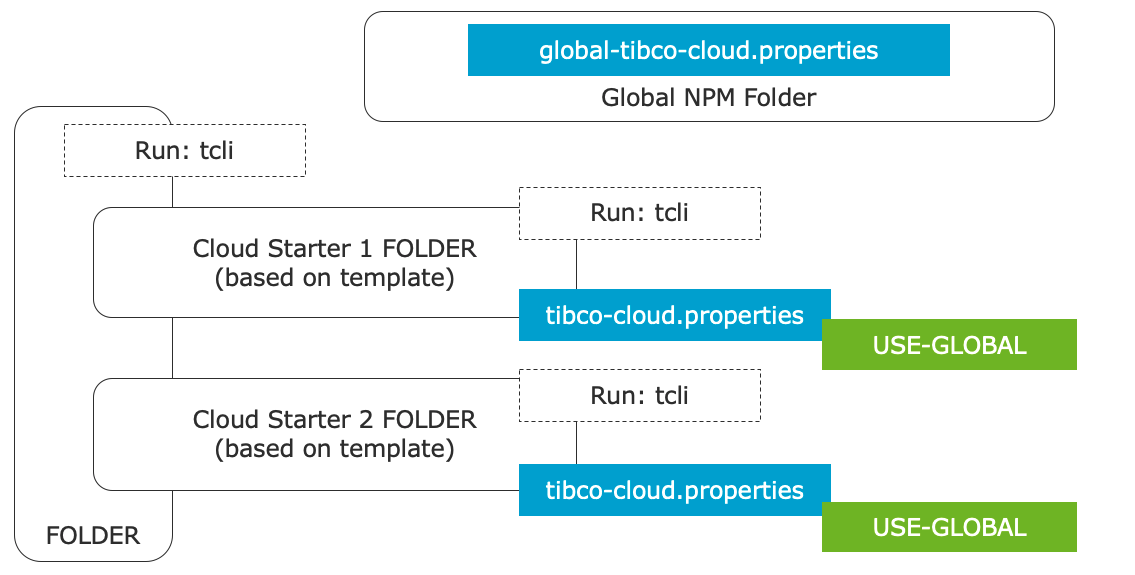 global-tibco-cloud.properties
Global NPM Folder
Run: tcli
Run: tcli
Cloud Starter 1 FOLDER
(based on template)
tibco-cloud.properties
USE-GLOBAL
Run: tcli
Cloud Starter 2 FOLDER
(based on template)
tibco-cloud.properties
USE-GLOBAL
FOLDER